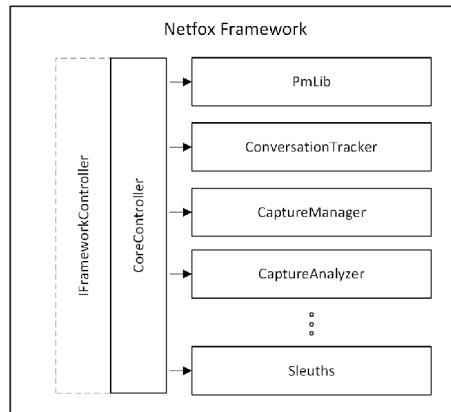 Netfox Framework
IFrameworkController
CoreController
PmLib
ConversationTracker
CaptureManager
CaptureAnalyzer
Sleuths